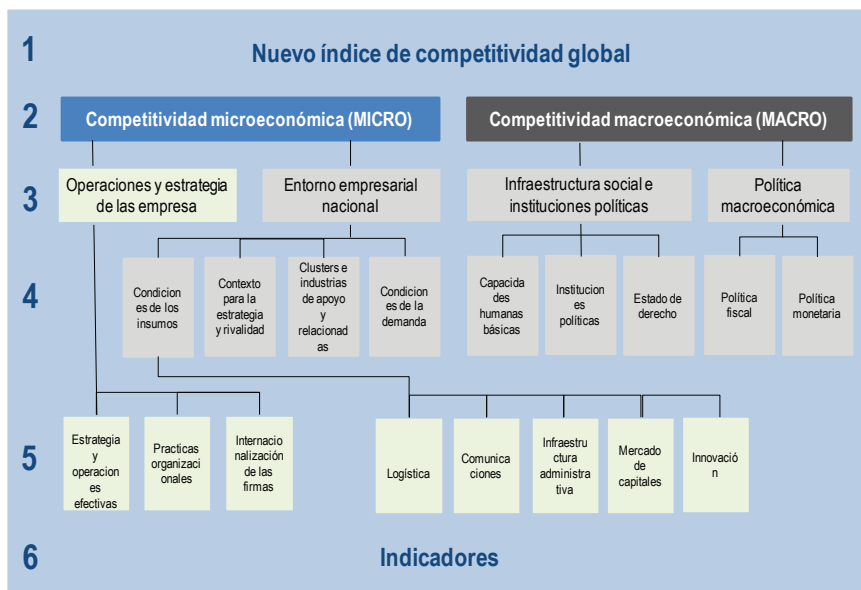 1
Nuevo índice de competitividad global
2
Competitividad microeconómica (MICRO)
Competitividad macroeconómica (MACRO)
3
Operaciones y estrategia
de las empresa
Entorno empresarial
nacional
Infraestructura social e
instituciones políticas
Política
macroeconómica
4
Condicion
es de los
insumos
Contexto
para la
estrategia
y rivalidad
Clusters e
industrias
de apoyo y
relacionad
as
Condicion
es de la
demanda
Capacida
des
humanas
básicas
Institucion
es
políticas
Estado de
derecho
Política
fiscal
Política
monetaria
5
Estrategia
y
operacion
es
efectivas
Practicas
organizaci
onales
Internacio
nalización
de las
firmas
Logística
Comunica
ciones
Infraestru
ctura
administra
tiva
Mercado
de
capitales
Innovació
n
6
Indicadores